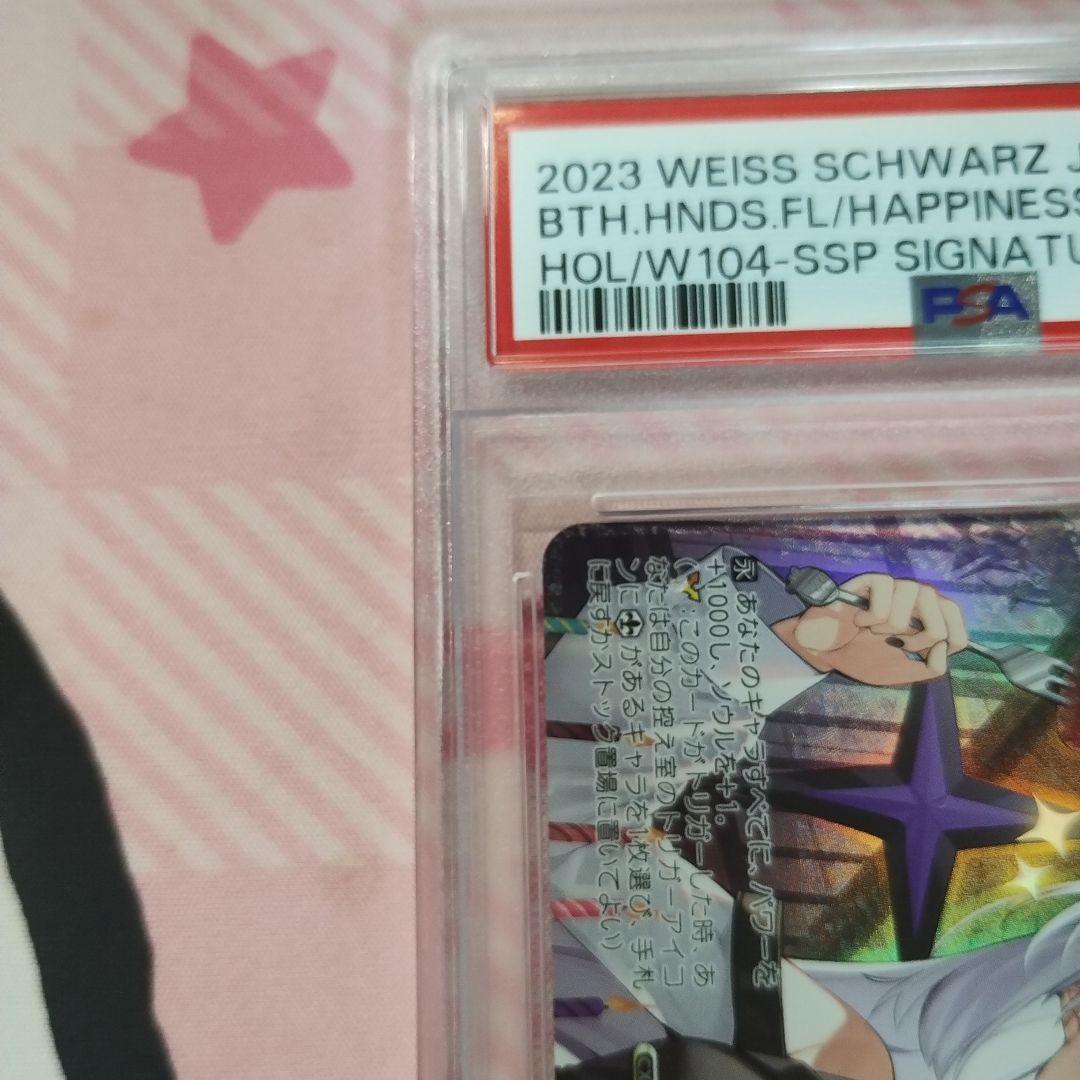 2023 WEISS SCHWARZ J
BTH.HNDS.FL/HAPPINESS
HOL/W104-SSP SIGNATU
PSA
永 あなたのキャラすべてに、パワーを
+1000し、ソウルを+1。
( :このカードがトリガーした時、あ
なたは自分の控え室のトリガーアイコ
ンに があるキャラを1枚選び、手札
に戻すかストック置場に置いてよい)